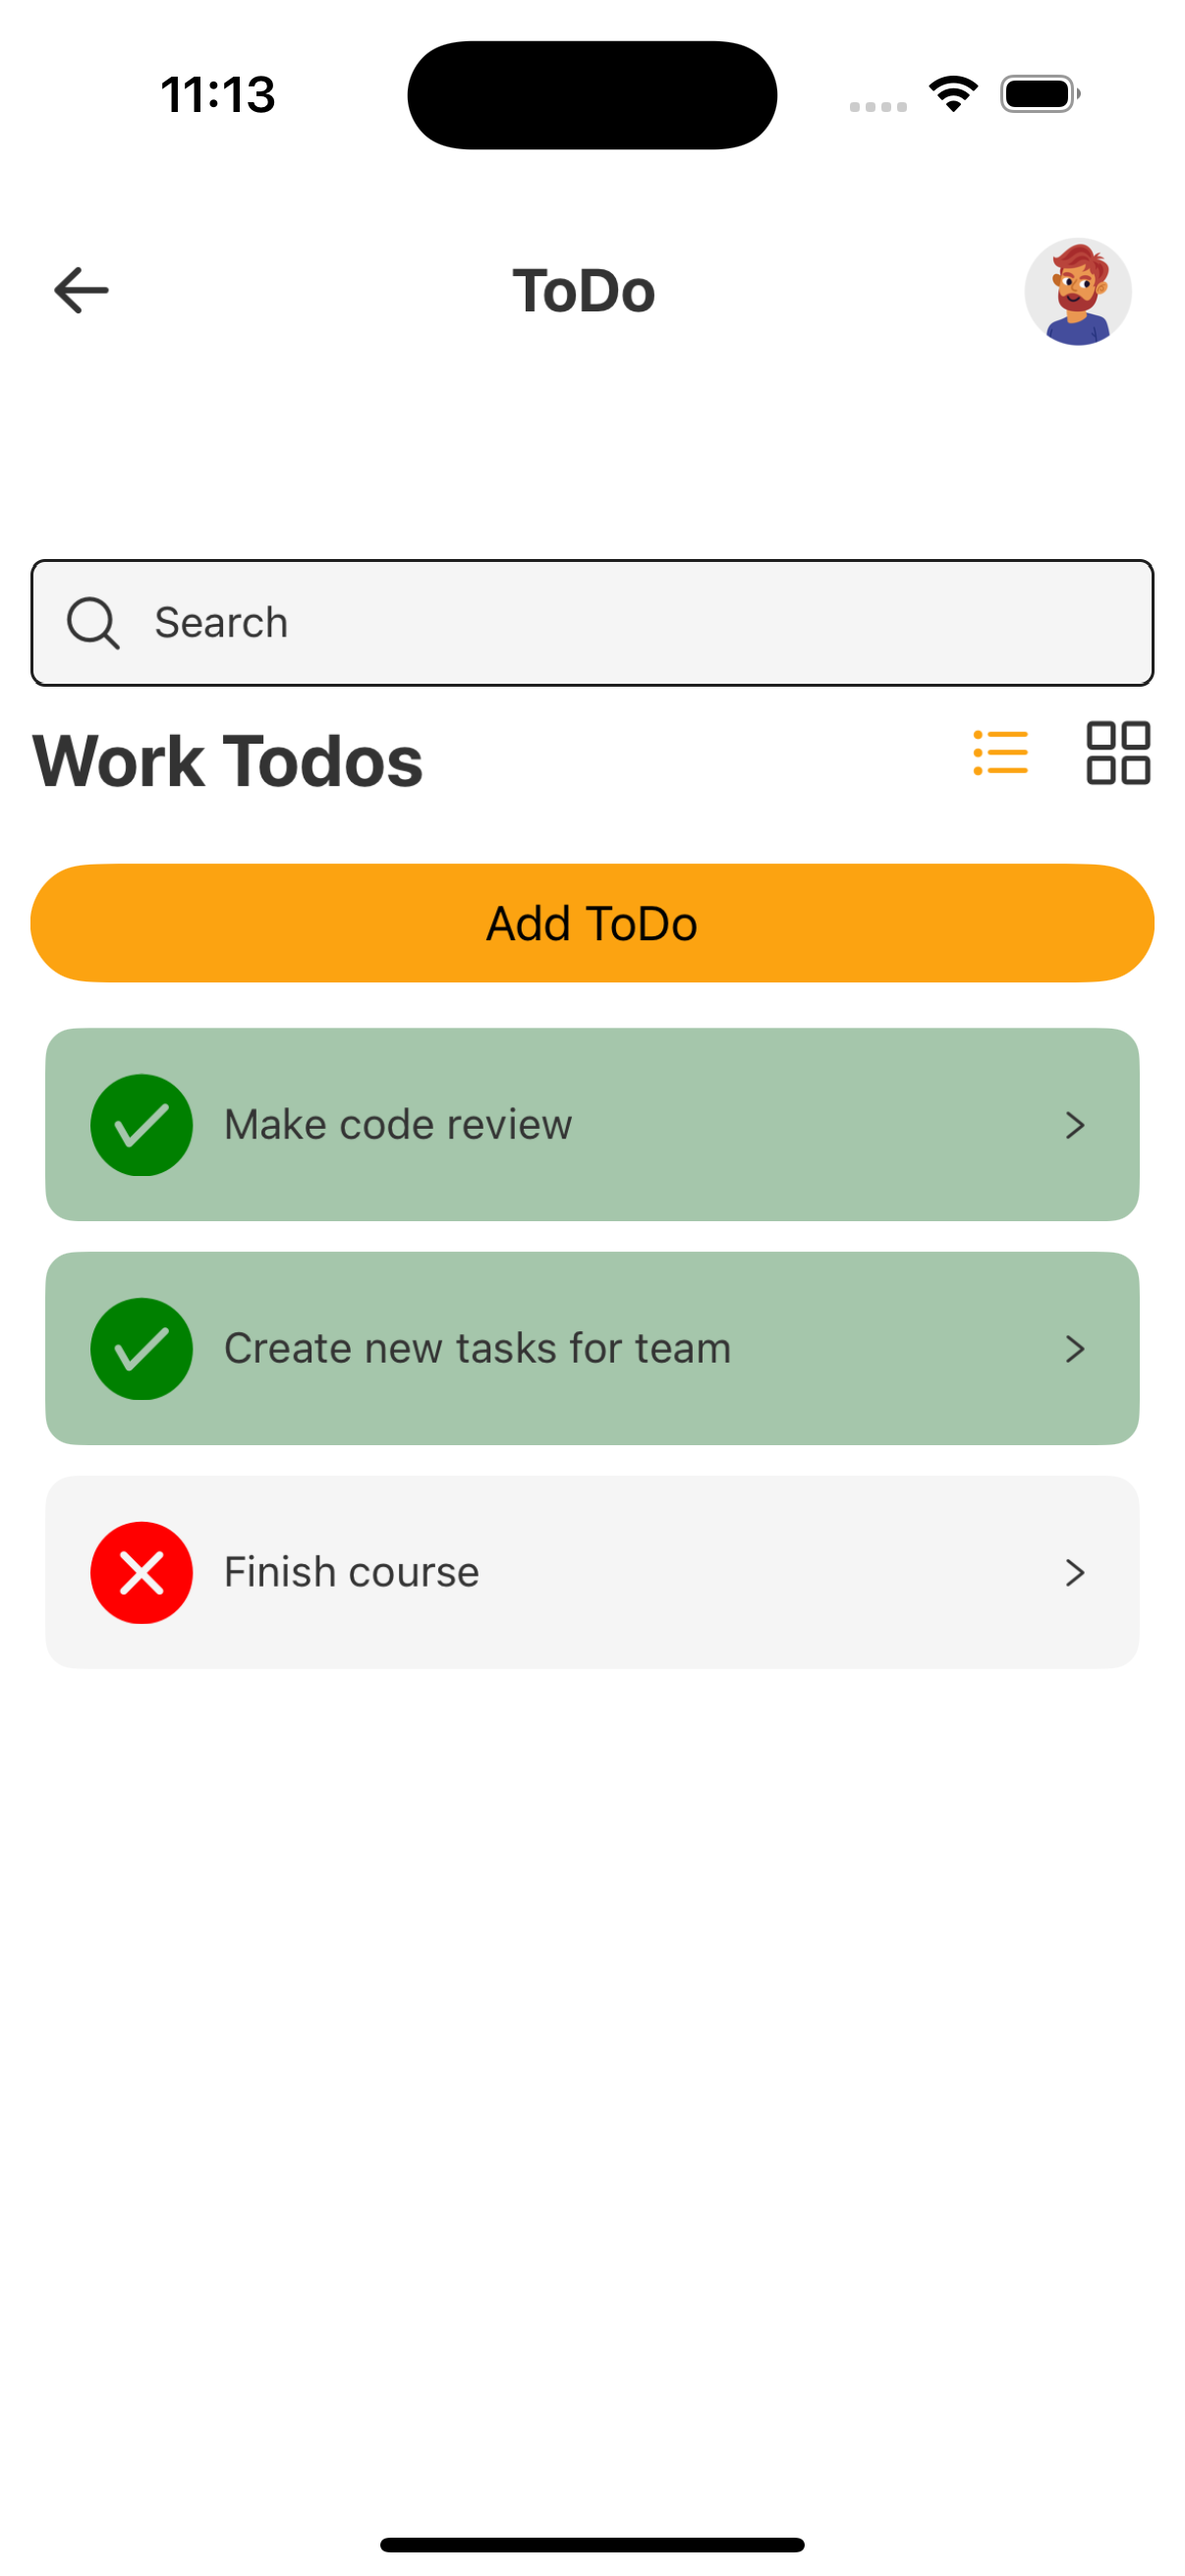 11:13
ToDo
Search
Work Todos
Add ToDo
Make code review
Create new tasks for team
Finish course